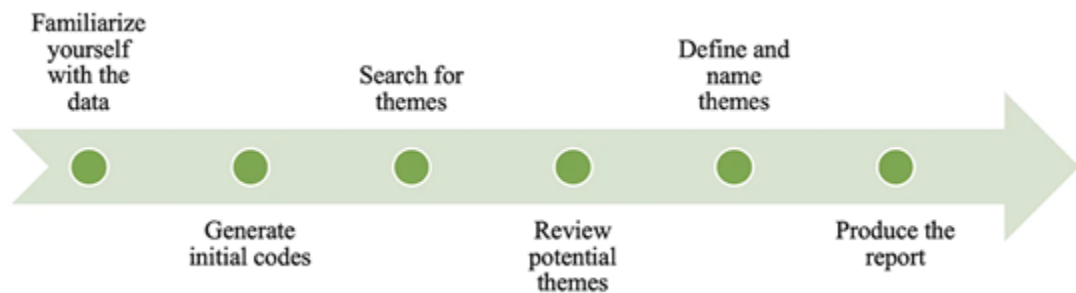 Familiarize
yourself
with the
data
Generate
initial codes
Search for
themes
Review
potential
themes
Define and
name
themes
Produce the
report